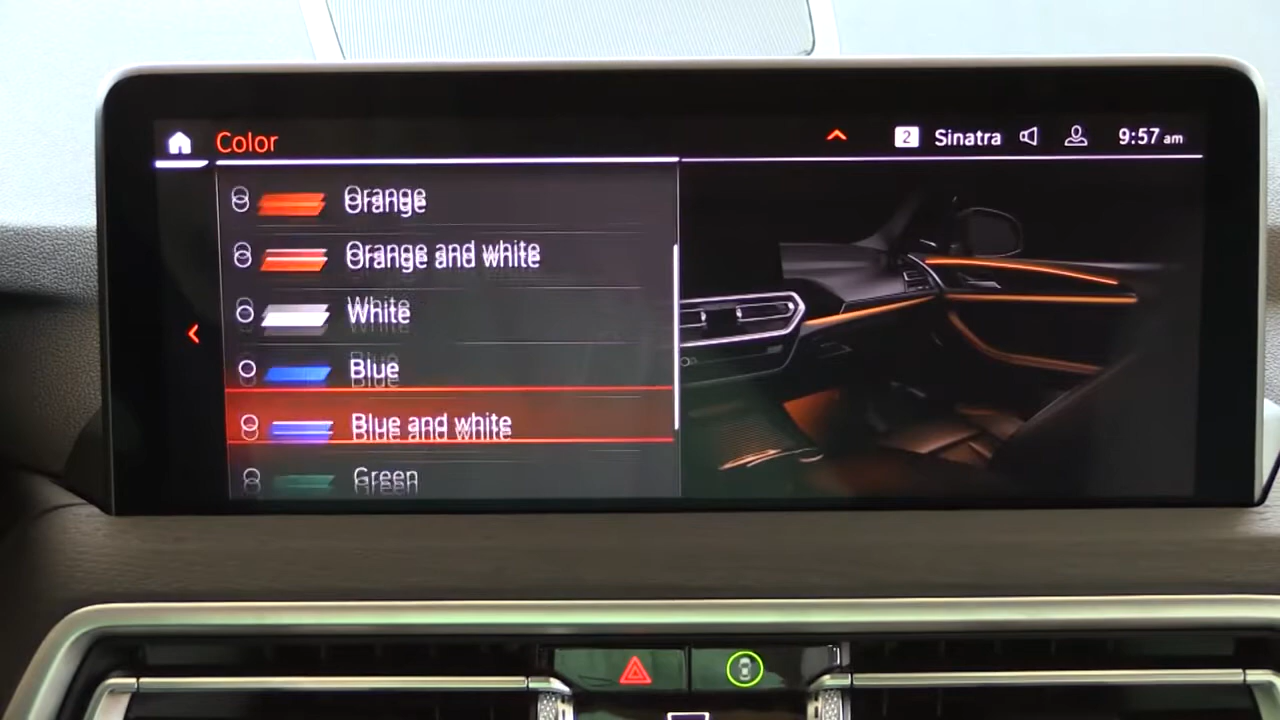 Color
2 Sinatra 9:57 am
Orange
Orange and white
White
Blue
Blue and white
Green